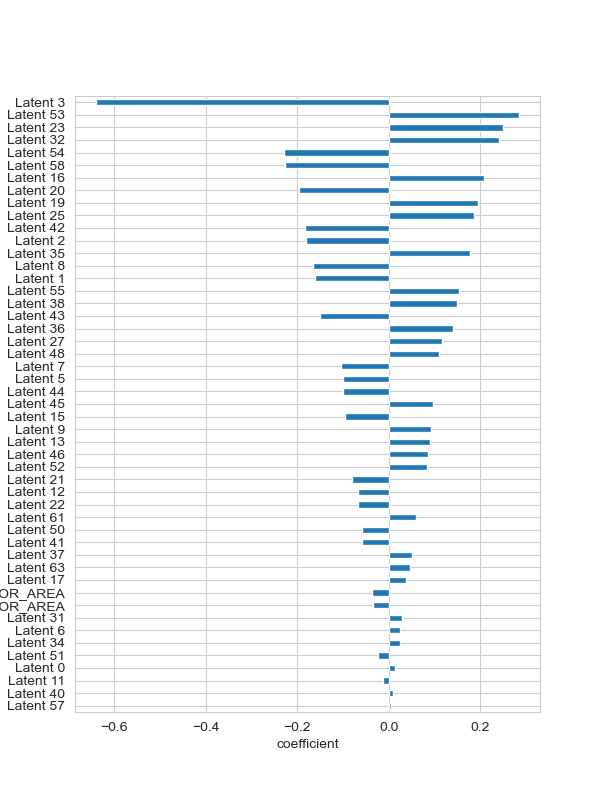 Latent 3
Latent 53
Latent 23
Latent 32
Latent 54
Latent 58
Latent 16
Latent 20
Latent 19
Latent 25
Latent 42
Latent 2
Latent 35
Latent 8
Latent 1
Latent 55
Latent 38
Latent 43
Latent 36
Latent 27
Latent 48
Latent 7
Latent 5
Latent 44
Latent 45
Latent 15
Latent 9
Latent 13
Latent 46
Latent 52
Latent 21
Latent 12
Latent 22
Latent 61
Latent 50
Latent 41
Latent 37
Latent 63
Latent 17
OR_AREA
OR_AREA
Latent 31
Latent 6
Latent 34
Latent 51
Latent 0
Latent 11
Latent 40
Latent 57
−0.6 −0.4 −0.2 0.0 0.2
coefficient